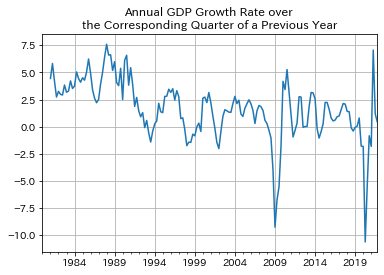 Annual GDP Growth Rate over
the Corresponding Quarter of a Previous Year
7.5
5.0
2.5
0.0
−2.5
−5.0
−7.5
−10.0
1984 1989 1994 1999 2004 2009 2014 2019